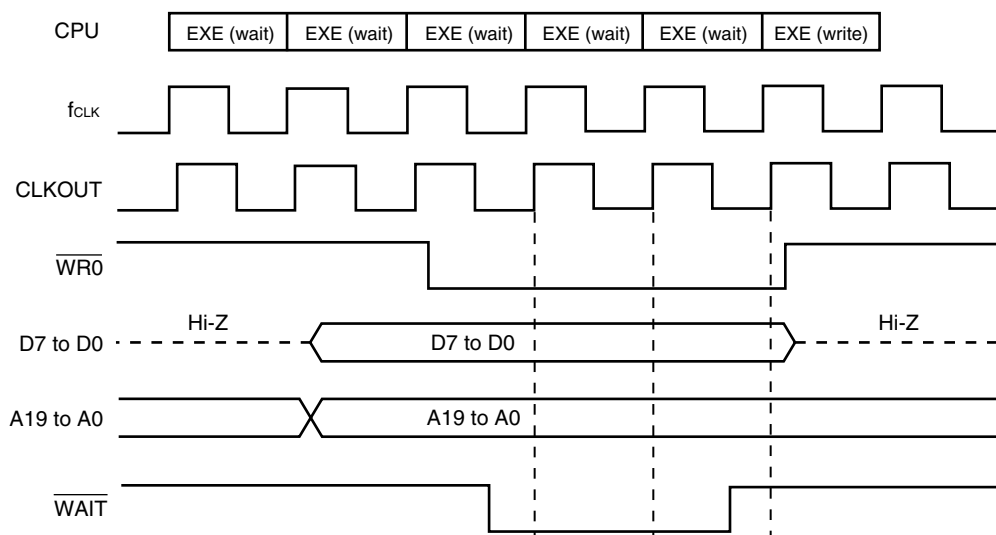 CPU EXE (wait) EXE (wait) EXE (wait) EXE (wait) EXE (wait) EXE (write)
fCLK
CLKOUT
WR0
Hi-Z Hi-Z
D7 to D0 D7 to D0
A19 to A0 A19 to A0
WAIT